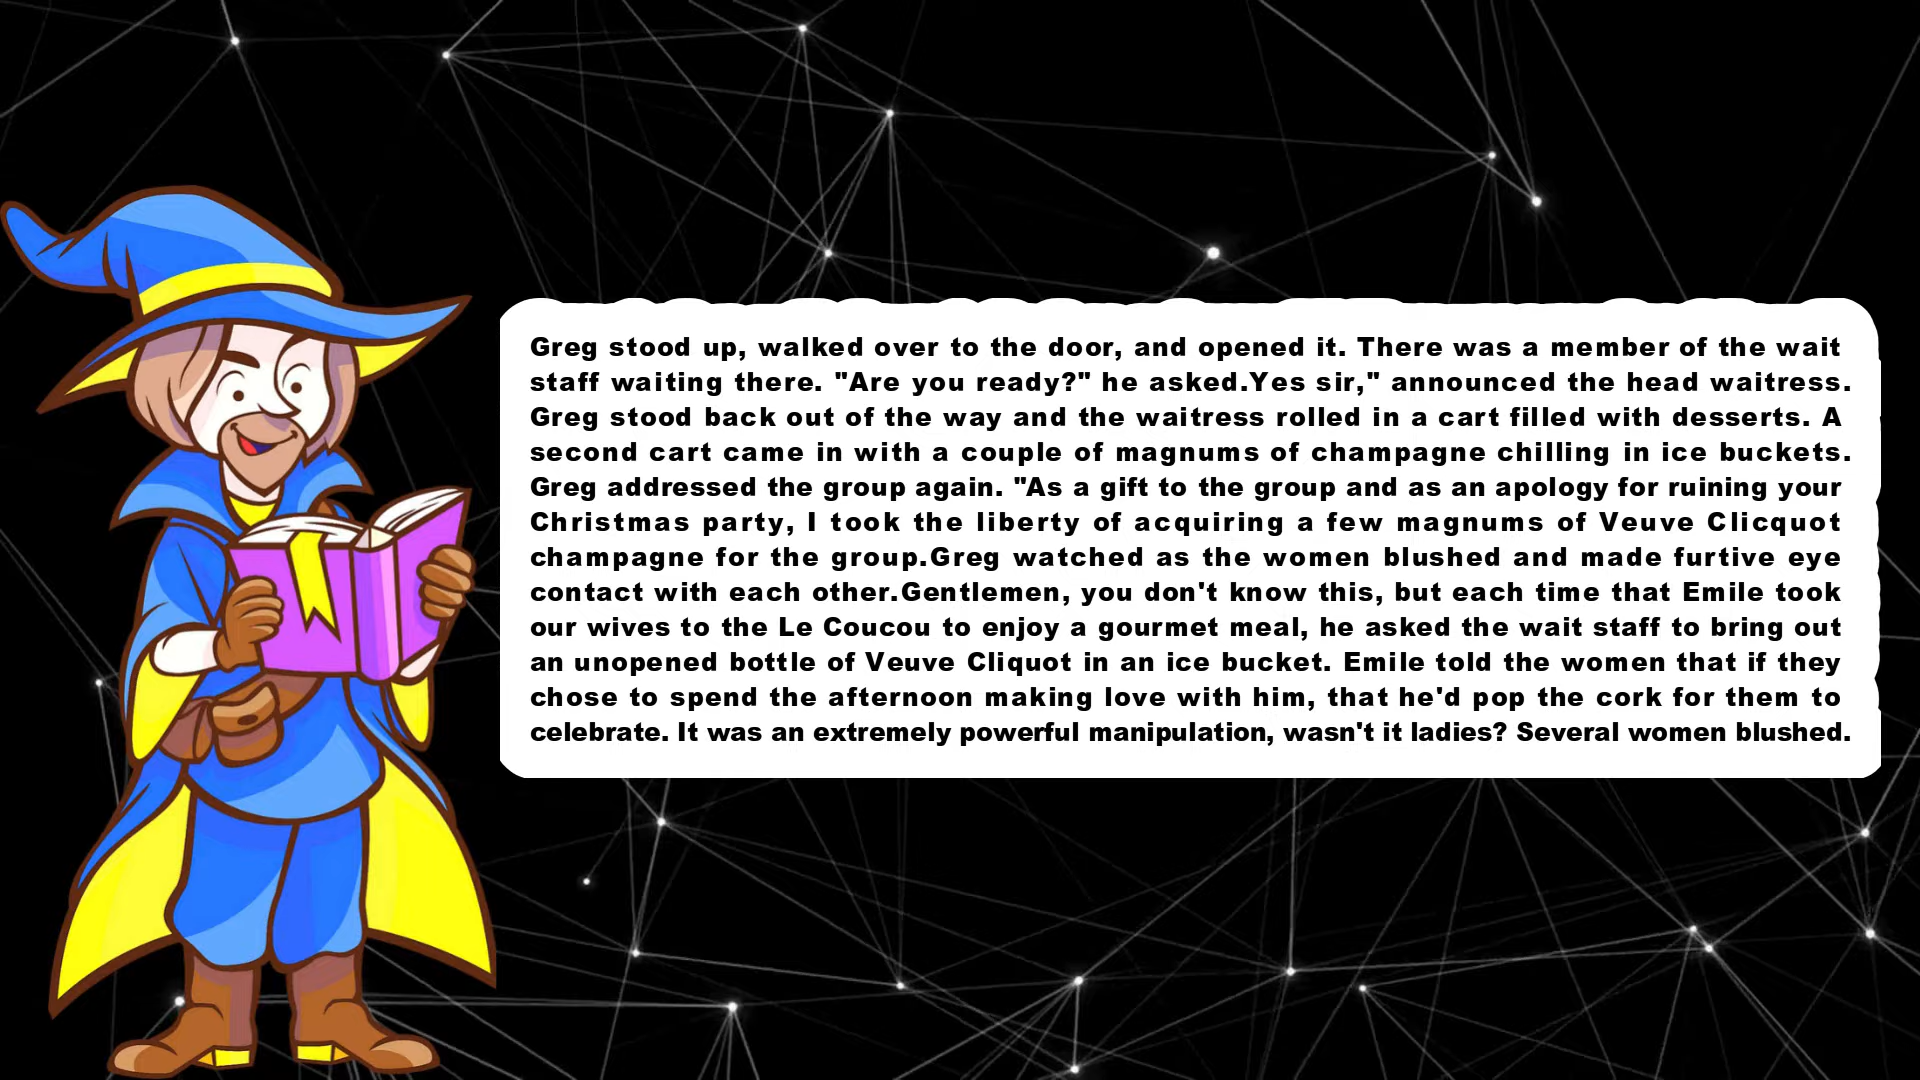 Greg stood up, walked over to the door, and opened it. There was a member of the wait
staff waiting there. "Are you ready?" he asked.Yes sir," announced the head waitress.
Greg stood back out of the way and the waitress rolled in a cart filled with desserts. A
second cart came in with a couple of magnums of champagne chilling in ice buckets.
Greg addressed the group again. "As a gift to the group and as an apology for ruining your
Christmas party, I took the liberty of acquiring a few magnums of Veuve Clicquot
champagne for the group.Greg watched as the women blushed and made furtive eye
contact with each other.Gentlemen, you don't know this, but each time that Emile took
our wives to the Le Coucou to enjoy a gourmet meal, he asked the wait staff to bring out
an unopened bottle of Veuve Cliquot in an ice bucket. Emile told the women that if they
chose to spend the afternoon making love with him, that he'd pop the cork for them to
celebrate. It was an extremely powerful manipulation, wasn't it ladies? Several women blushed.